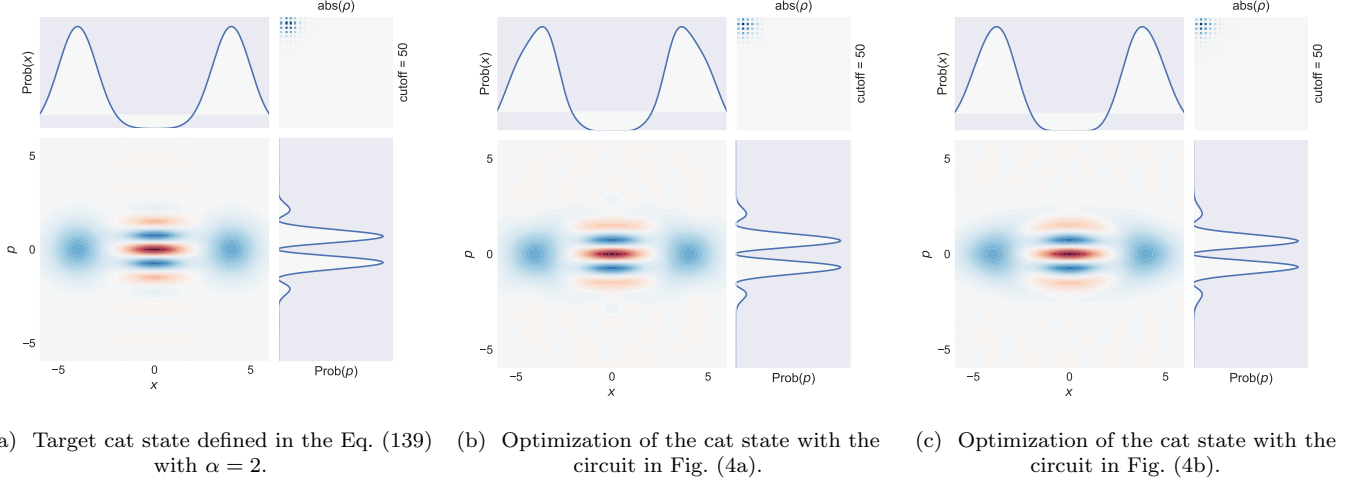 abs(ρ)
Prob(x)
cutoff = 50
5
0
−5
p
−5
0
5
x
Prob(p)
abs(ρ)
Prob(x)
cutoff = 50
5
0
−5
p
−5
0
5
x
Prob(p)
abs(ρ)
Prob(x)
cutoff = 50
5
0
−5
p
−5
0
5
x
Prob(p)
a) Target cat state defined in the Eq. (139)
with α = 2.
(b) Optimization of the cat state with the
circuit in Fig. (4a).
(c) Optimization of the cat state with the
circuit in Fig. (4b).